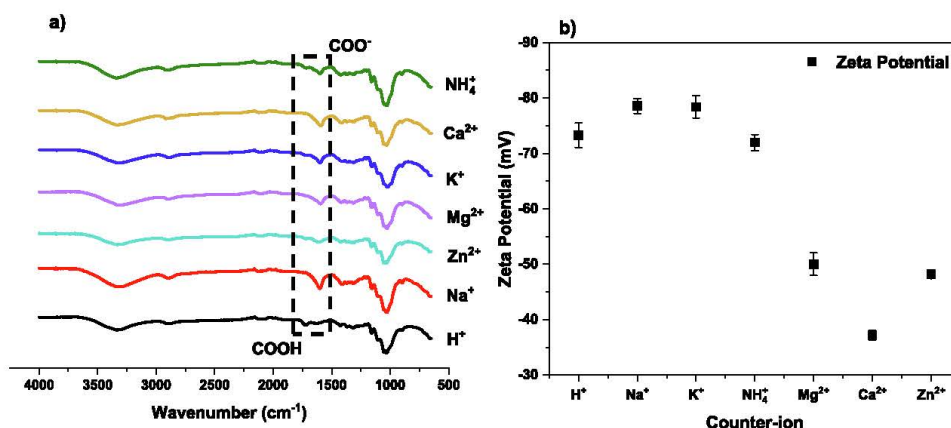 a)
COO⁻
NH₄⁺
Ca²⁺
K⁺
Mg²⁺
Zn²⁺
Na⁺
H⁺
COOH
4000 3500 3000 2500 2000 1500 1000 500
Wavenumber (cm⁻¹)
b)
Zeta Potential
-90
-80
-70
-60
-50
-40
-30
Zeta Potential (mV)
H⁺ Na⁺ K⁺ NH₄⁺ Mg²⁺ Ca²⁺ Zn²⁺
Counter-ion